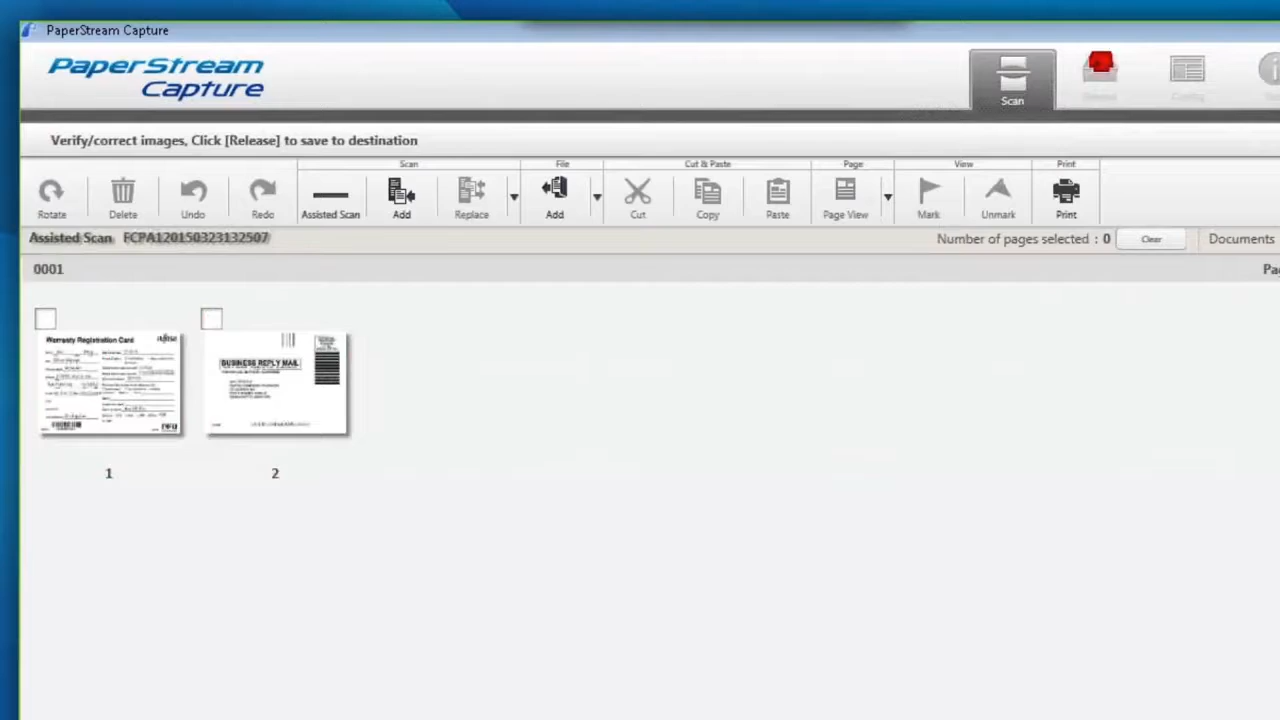 PaperStream Capture
PaperStream
Capture
Scan
Verify/correct images, Click [Release] to save to destination
Scan File Cut & Paste Page View Print
Rotate Delete Undo Redo Assisted Scan Add Replace Add Cut Copy Paste Page View Mark Unmark Print
Assisted Scan FCPA120150323132507 Number of pages selected : 0 Clear Documents
0001
Warranty Registration Card
BUSINESS REPLY MAIL
1 2